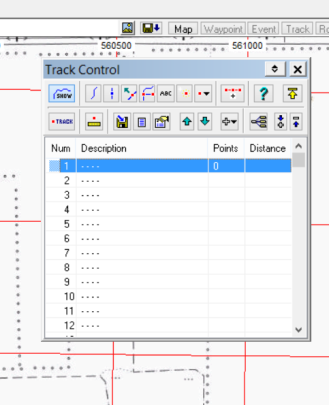 Map Waypoint Event Track
560500 561000
Track Control
SHOW ABC ?
TRACK
Num Description Points Distance
1 ---- 0
2 ----
3 ----
4 ----
5 ----
6 ----
7 ----
8 ----
9 ----
10 ----
11 ----
12 ----